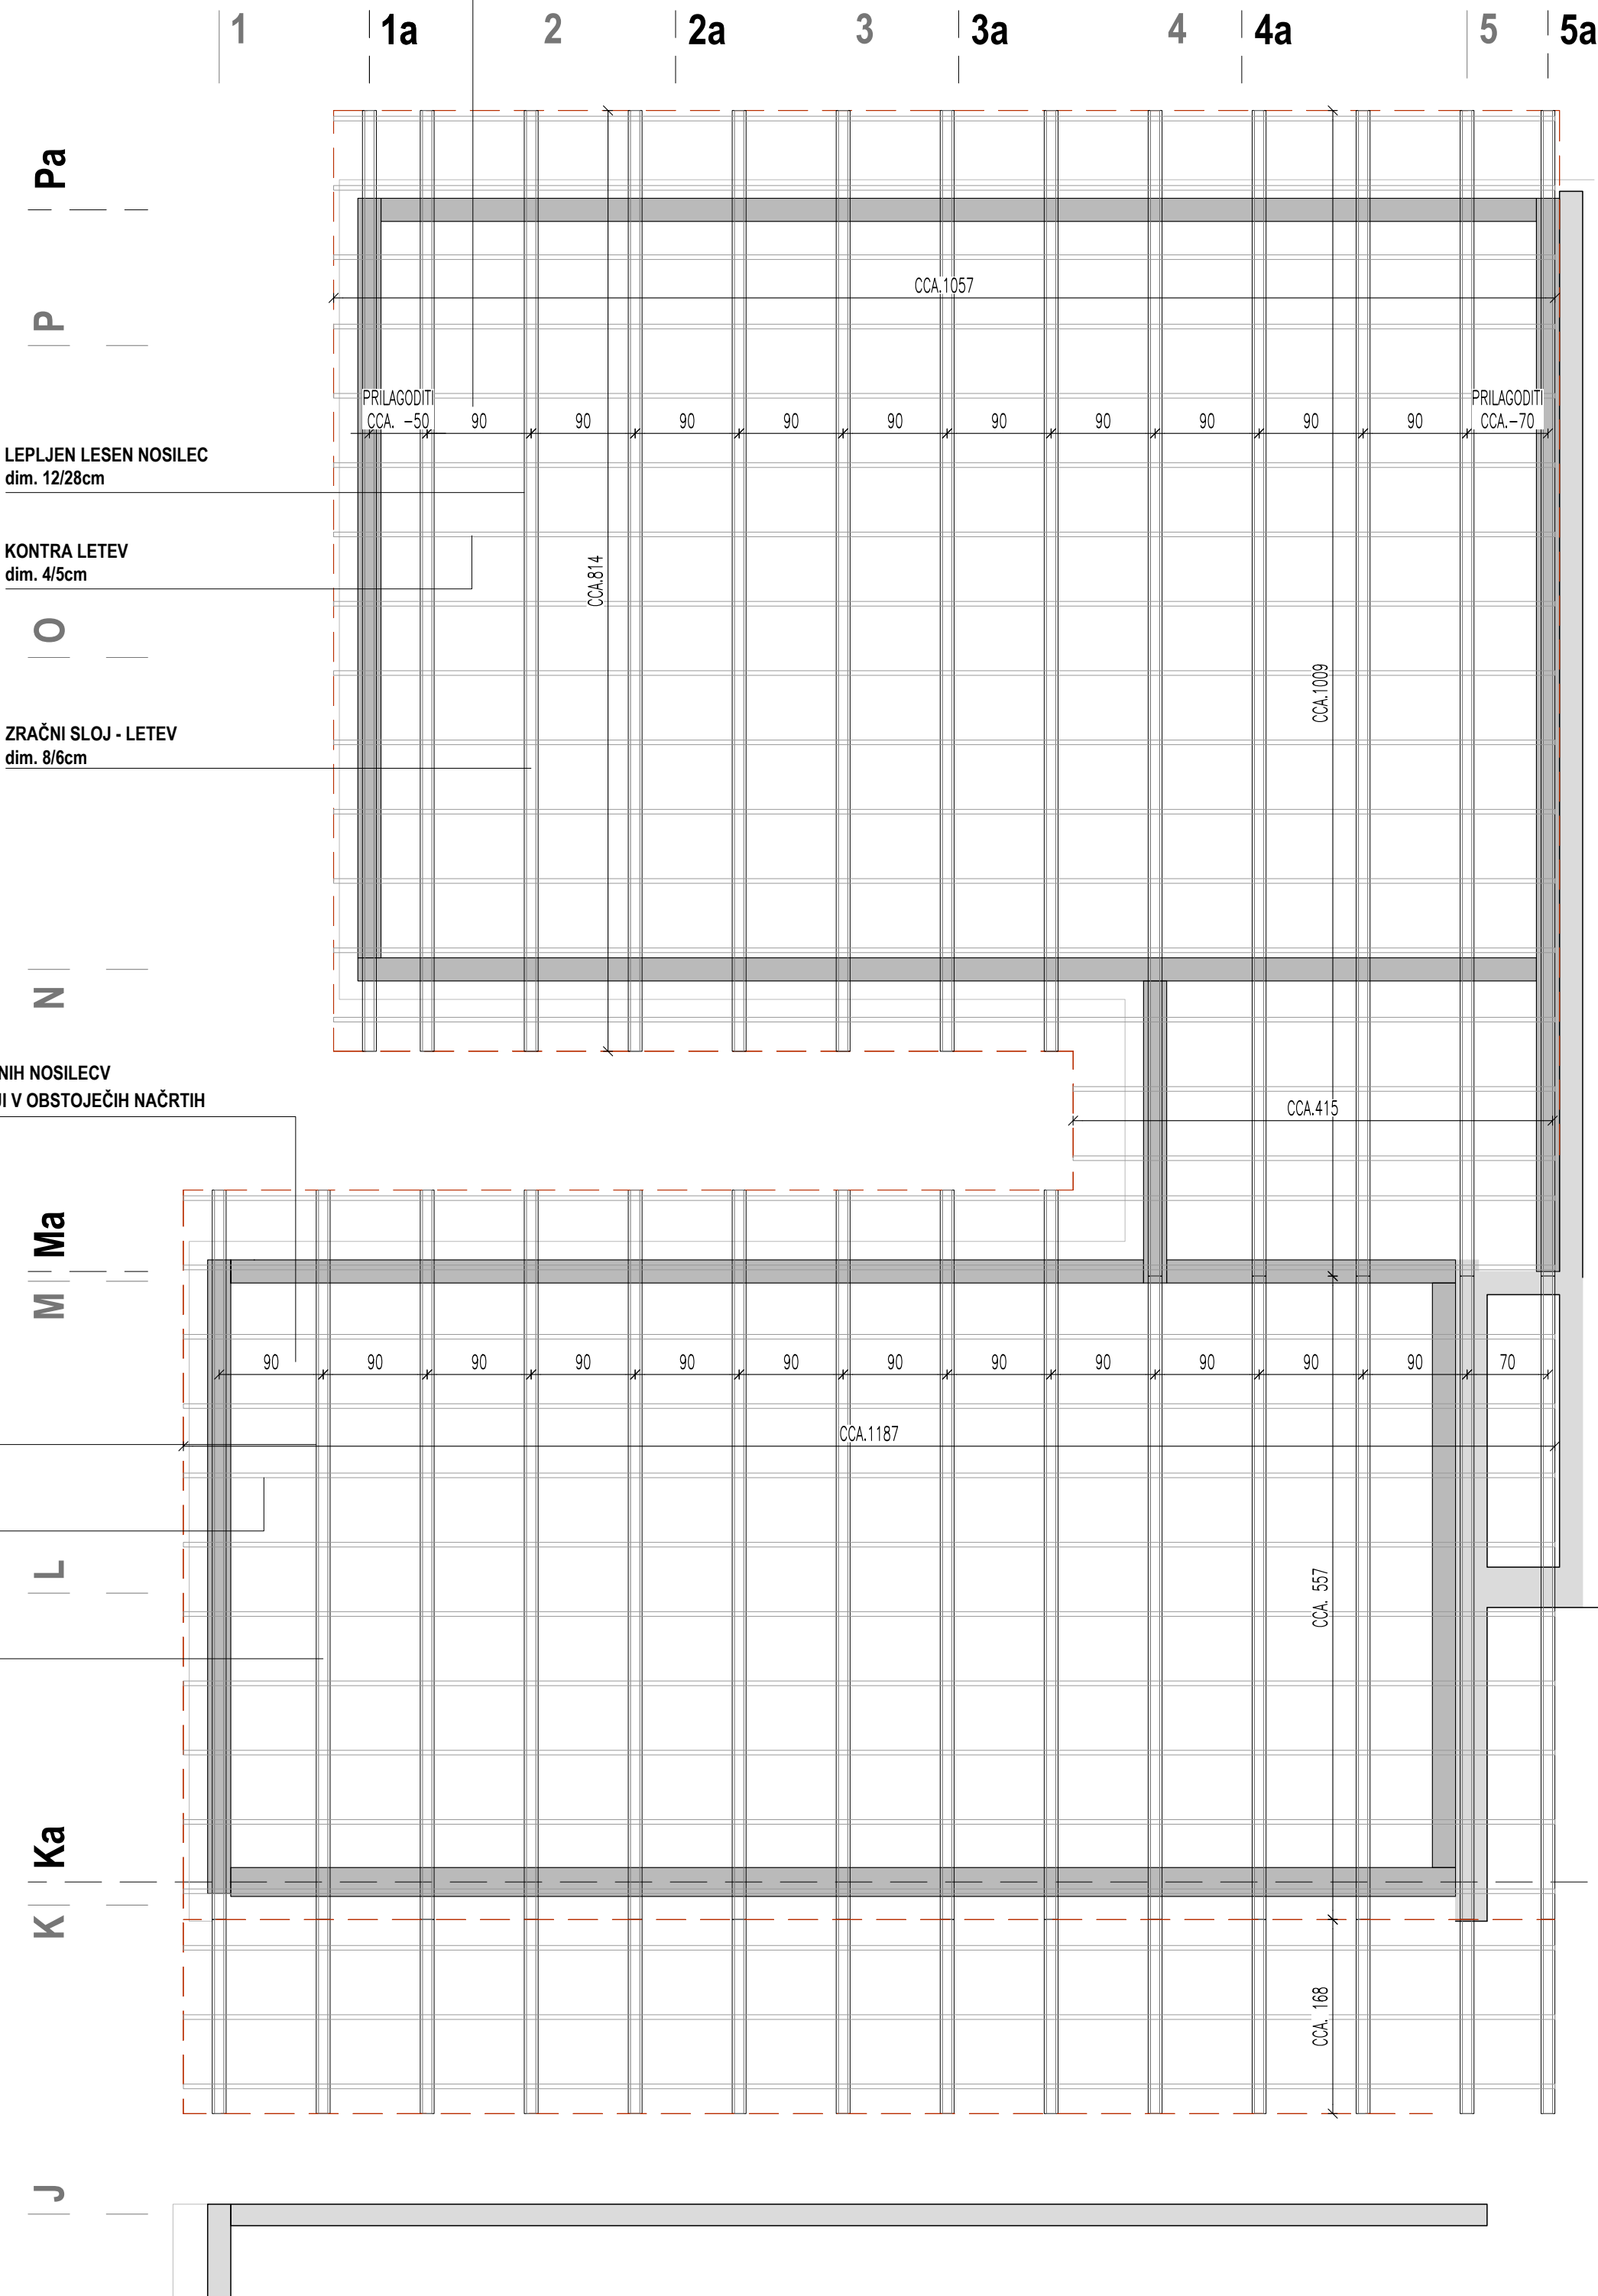 1 1a 2 2a 3 3a 4 4a 5 5a
Pa
CCA.1057
P
PRILAGODITI
CCA. -50
90 90 90 90 90 90 90 90 90 90
PRILAGODITI
CCA.-70
LEPLJEN LESEN NOSILEC
dim. 12/28cm
KONTRA LETEV
dim. 4/5cm
CCA.814
O
CCA.1009
ZRAČNI SLOJ - LETEV
dim. 8/6cm
N
NIH NOSILECV
JI V OBSTOJEČIH NAČRTIH
CCA.415
Ma
M
90 90 90 90 90 90 90 90 90 90 90 90 70
CCA.1187
L
CCA. 557
Ka
K
CCA. 168
J